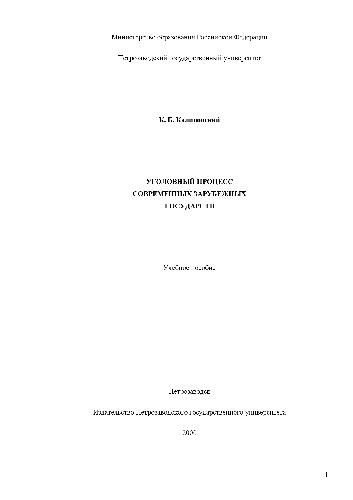 Министерство образования Российской Федерации
Петрозаводский государственный университет
К. Б. Калиновский
УГОЛОВНЫЙ ПРОЦЕСС
СОВРЕМЕННЫХ ЗАРУБЕЖНЫХ
ГОСУДАРСТВ
Учебное пособие
Петрозаводск
Издательство Петрозаводского государственного университета
2000
1